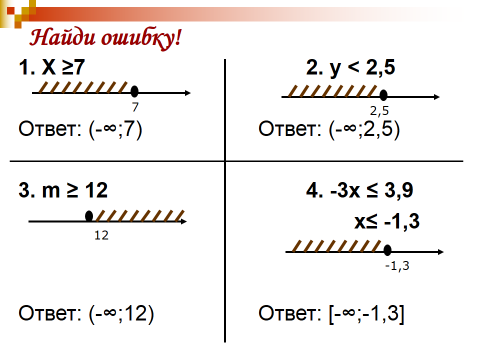 Найди ошибку!
1. X ≥7
7
Ответ: (-∞;7)
2. y < 2,5
2,5
Ответ: (-∞;2,5)
3. m ≥ 12
12
Ответ: (-∞;12)
4. -3x ≤ 3,9
x≤ -1,3
-1,3
Ответ: [-∞;-1,3]